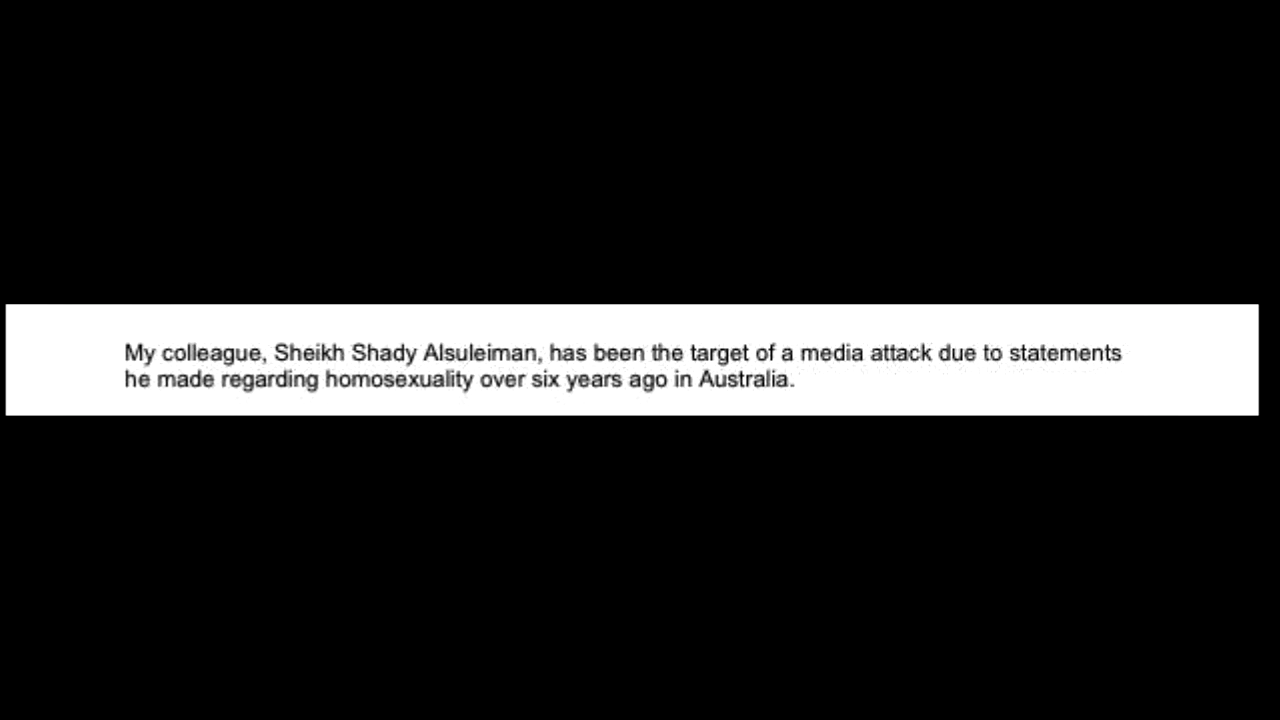 My colleague, Sheikh Shady Alsuleiman, has been the target of a media attack due to statements
he made regarding homosexuality over six years ago in Australia.